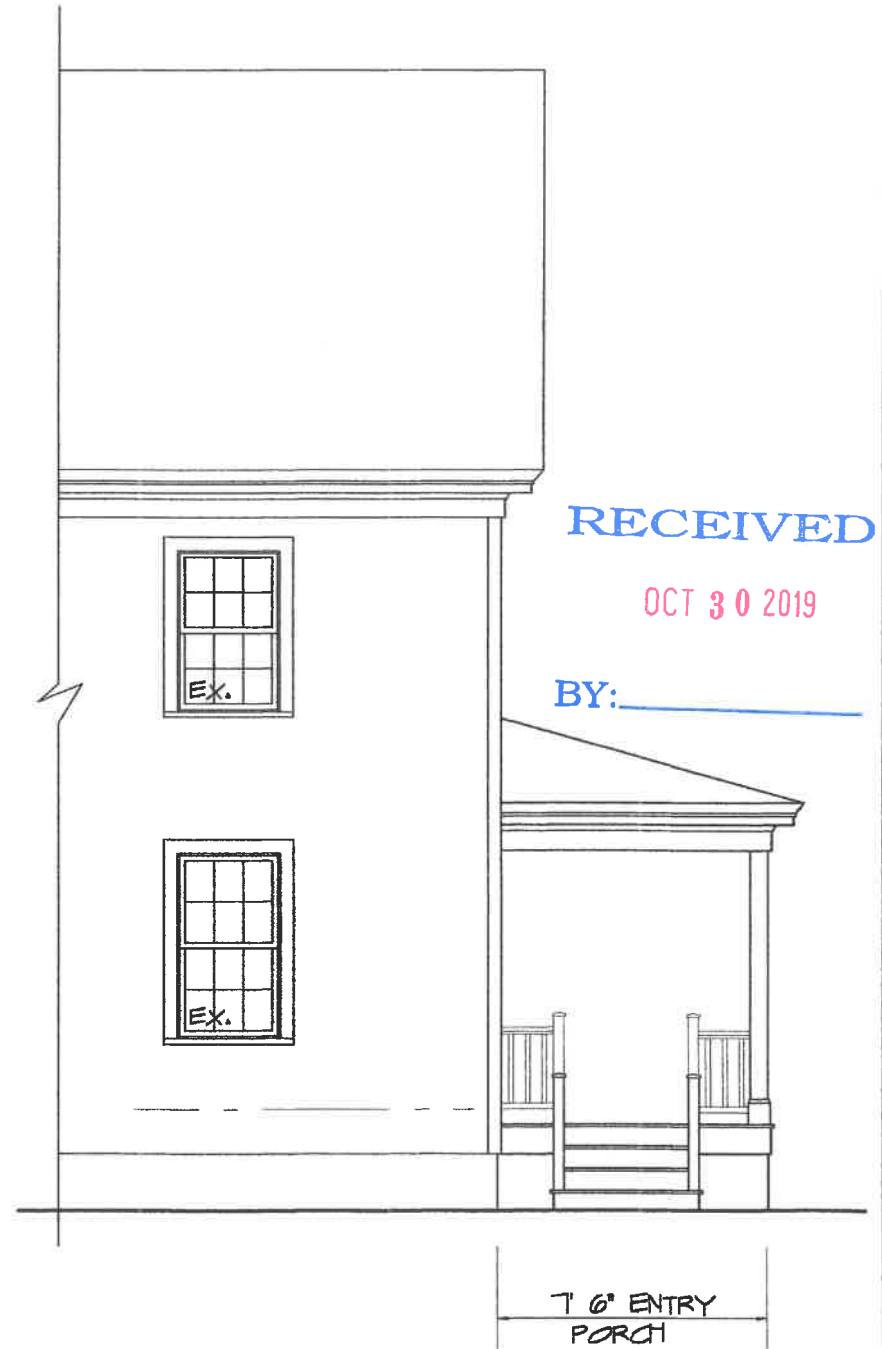 RECEIVED
OCT 30 2019
BY:
EX.
EX.
7' 6" ENTRY
PORCH